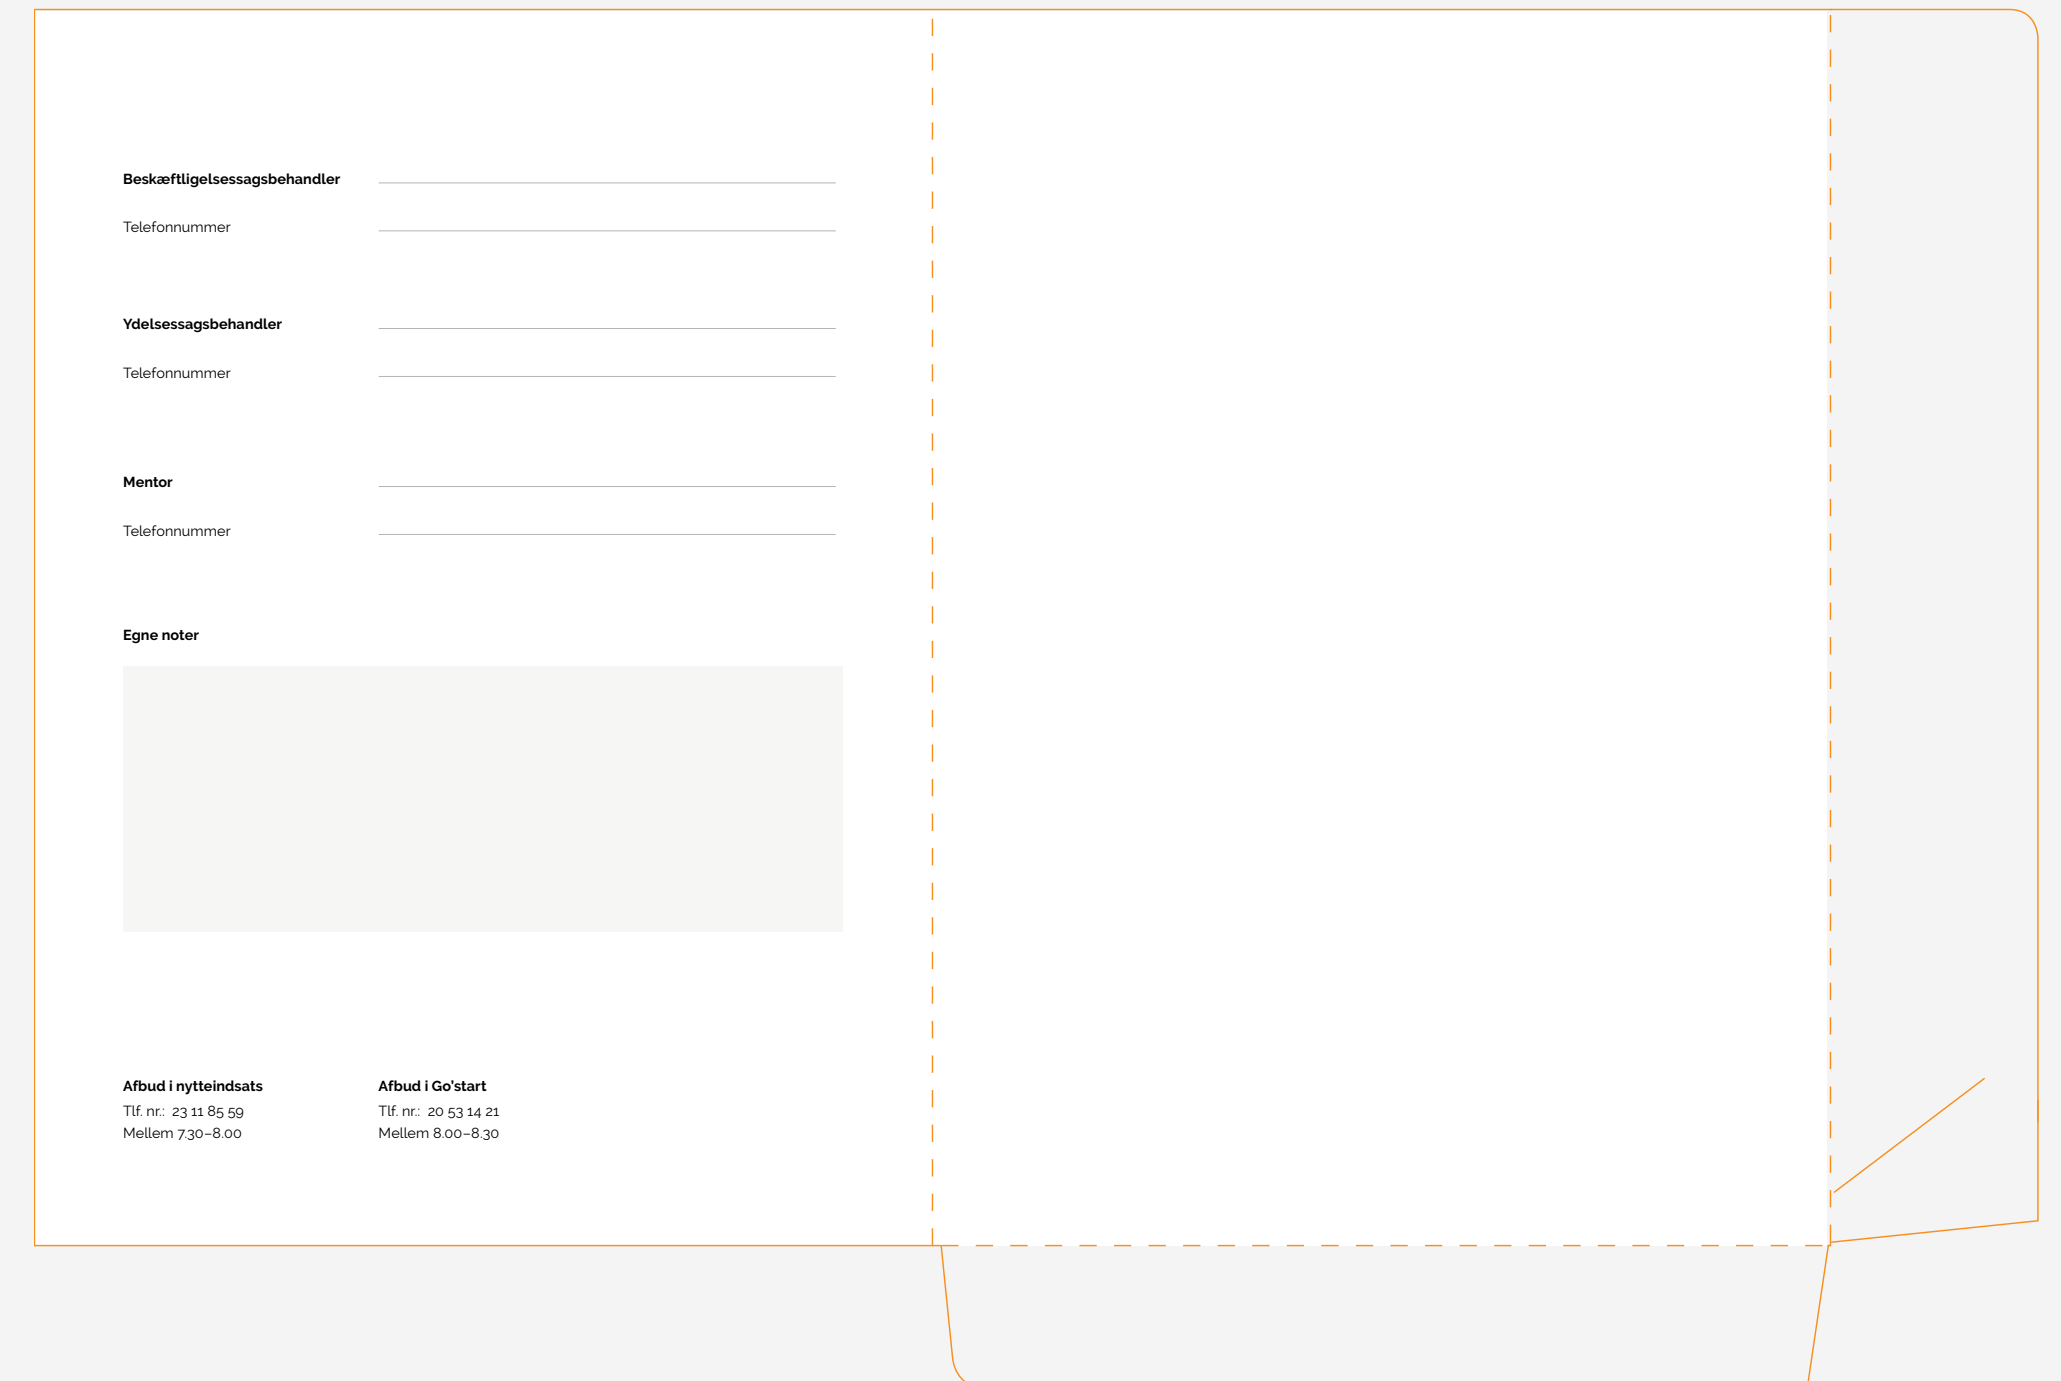 Beskæftligelsessagsbehandler
Telefonnummer
Ydelsessagsbehandler
Telefonnummer
Mentor
Telefonnummer
Egne noter
Afbud i nytteindsats
Tlf. nr.: 23 11 85 59
Mellem 7.30–8.00
Afbud i Go'start
Tlf. nr.: 20 53 14 21
Mellem 8.00–8.30